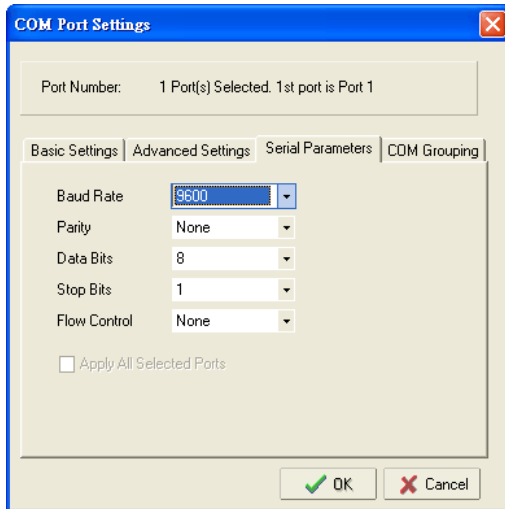 COM Port Settings
Port Number: 1 Port(s) Selected. 1st port is Port 1
Basic Settings Advanced Settings Serial Parameters COM Grouping
Baud Rate 9600
Parity None
Data Bits 8
Stop Bits 1
Flow Control None
Apply All Selected Ports
OK Cancel